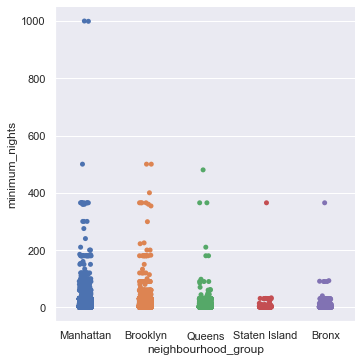 minimum_nights
1000
800
600
400
200
0
Manhattan Brooklyn Queens Staten Island Bronx
neighbourhood_group